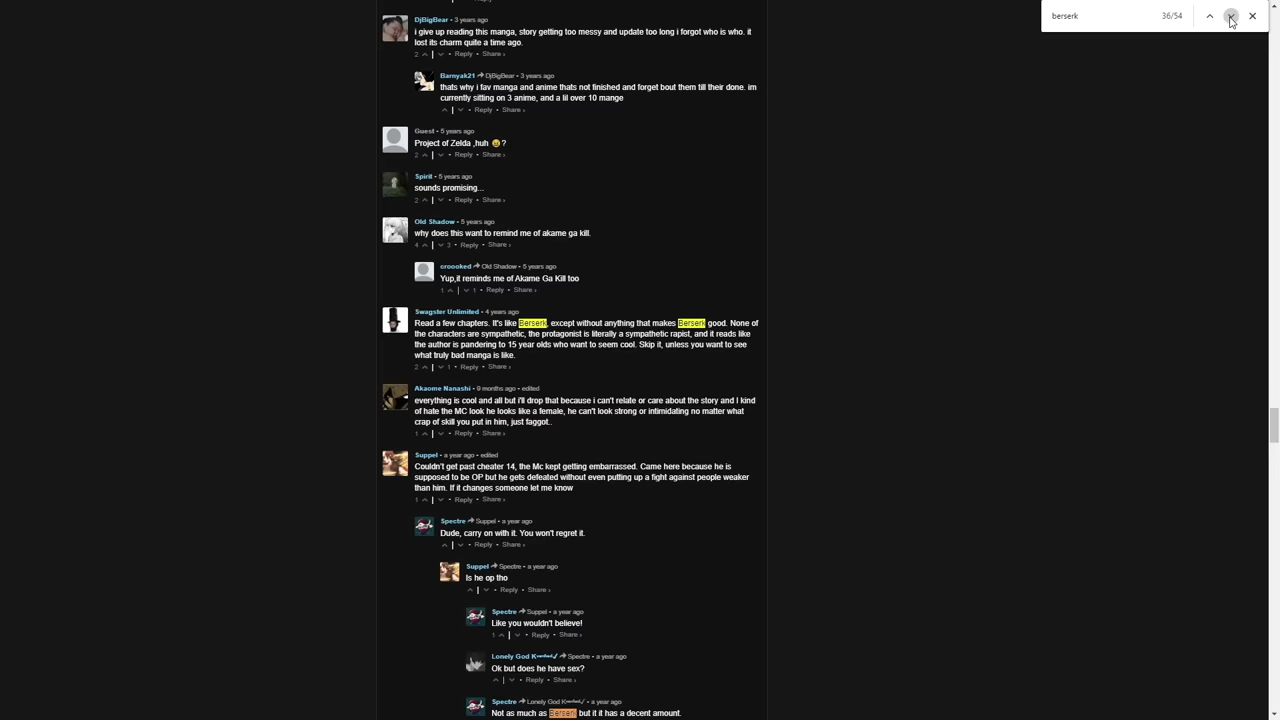 berserk 36/54
DjBigBear • 3 years ago
i give up reading this manga, story getting too messy and update too long i forgot who is who. it
lost its charm quite a time ago.
2 | • Reply • Share ›
Barnyak21 DjBigBear • 3 years ago
thats why i fav manga and anime thats not finished and forget bout them till their done. im
currently sitting on 3 anime, and a lil over 10 mange
| • Reply • Share ›
Guest • 5 years ago
Project of Zelda ,huh 😖?
2 | • Reply • Share ›
Spiril • 5 years ago
sounds promising...
2 | • Reply • Share ›
Old Shadow • 5 years ago
why does this want to remind me of akame ga kill.
4 | 3 • Reply • Share ›
croooked Old Shadow • 5 years ago
Yup,it reminds me of Akame Ga Kill too
1 | 1 • Reply • Share ›
Swagster Unlimited • 4 years ago
Read a few chapters. It's like Berserk, except without anything that makes Berserk good. None of
the characters are sympathetic, the protagonist is literally a sympathetic rapist, and it reads like
the author is pandering to 15 year olds who want to seem cool. Skip it, unless you want to see
what truly bad manga is like.
2 | 1 • Reply • Share ›
Akaome Nanashi • 9 months ago • edited
everything is cool and all but i'll drop that because i can't relate or care about the story and I kind
of hate the MC look he looks like a female, he can't look strong or intimidating no matter what
crap of skill you put in him, just faggot..
1 | • Reply • Share ›
Suppel • a year ago • edited
Couldn't get past cheater 14, the Mc kept getting embarrassed. Came here because he is
supposed to be OP but he gets defeated without even putting up a fight against people weaker
than him. If it changes someone let me know
1 | • Reply • Share ›
Spectre Suppel • a year ago
Dude, carry on with it. You won't regret it.
| • Reply • Share ›
Suppel Spectre • a year ago
Is he op tho
| • Reply • Share ›
Spectre Suppel • a year ago
Like you wouldn't believe!
1 | • Reply • Share ›
Lonely God Spectre • a year ago
Ok but does he have sex?
| • Reply • Share ›
Spectre Lonely God • a year ago
Not as much as Berserk but it it has a decent amount.